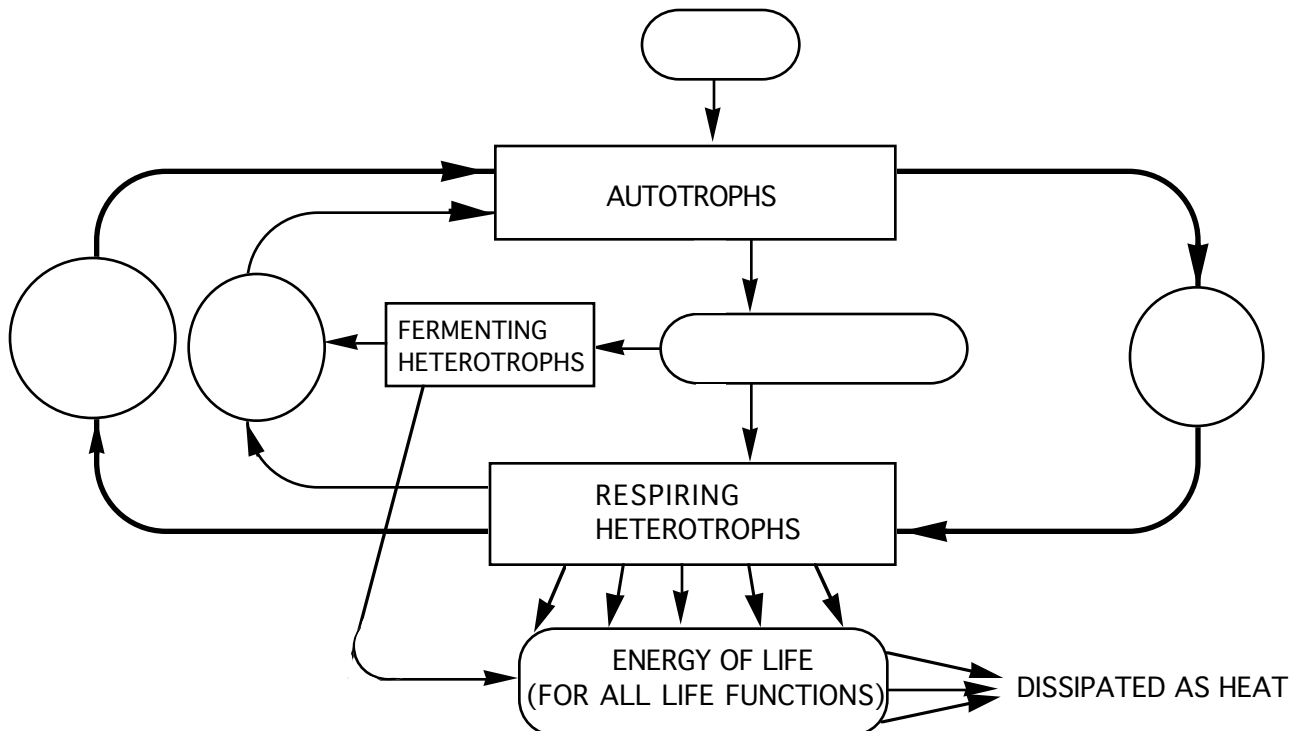 AUTOTROPHS
FERMENTING
HETEROTROPHS
RESPIRING
HETEROTROPHS
ENERGY OF LIFE
(FOR ALL LIFE FUNCTIONS)
DISSIPATED AS HEAT